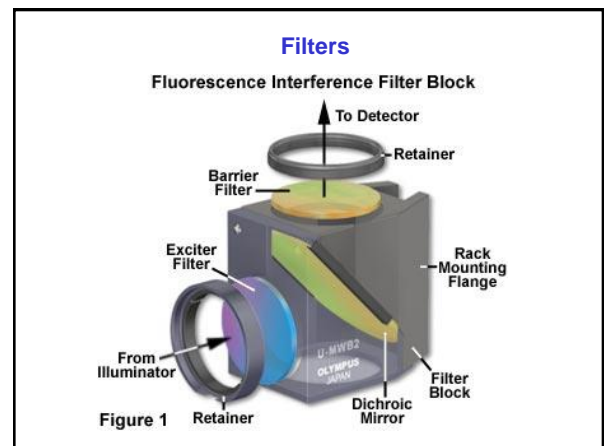 Filters
Fluorescence Interference Filter Block
To Detector
Retainer
Barrier
Filter
Exciter
Filter
Rack
Mounting
Flange
From
Illuminator
U-MWB2
OLYMPUS
JAPAN
Filter
Block
Dichroic
Mirror
Retainer
Figure 1